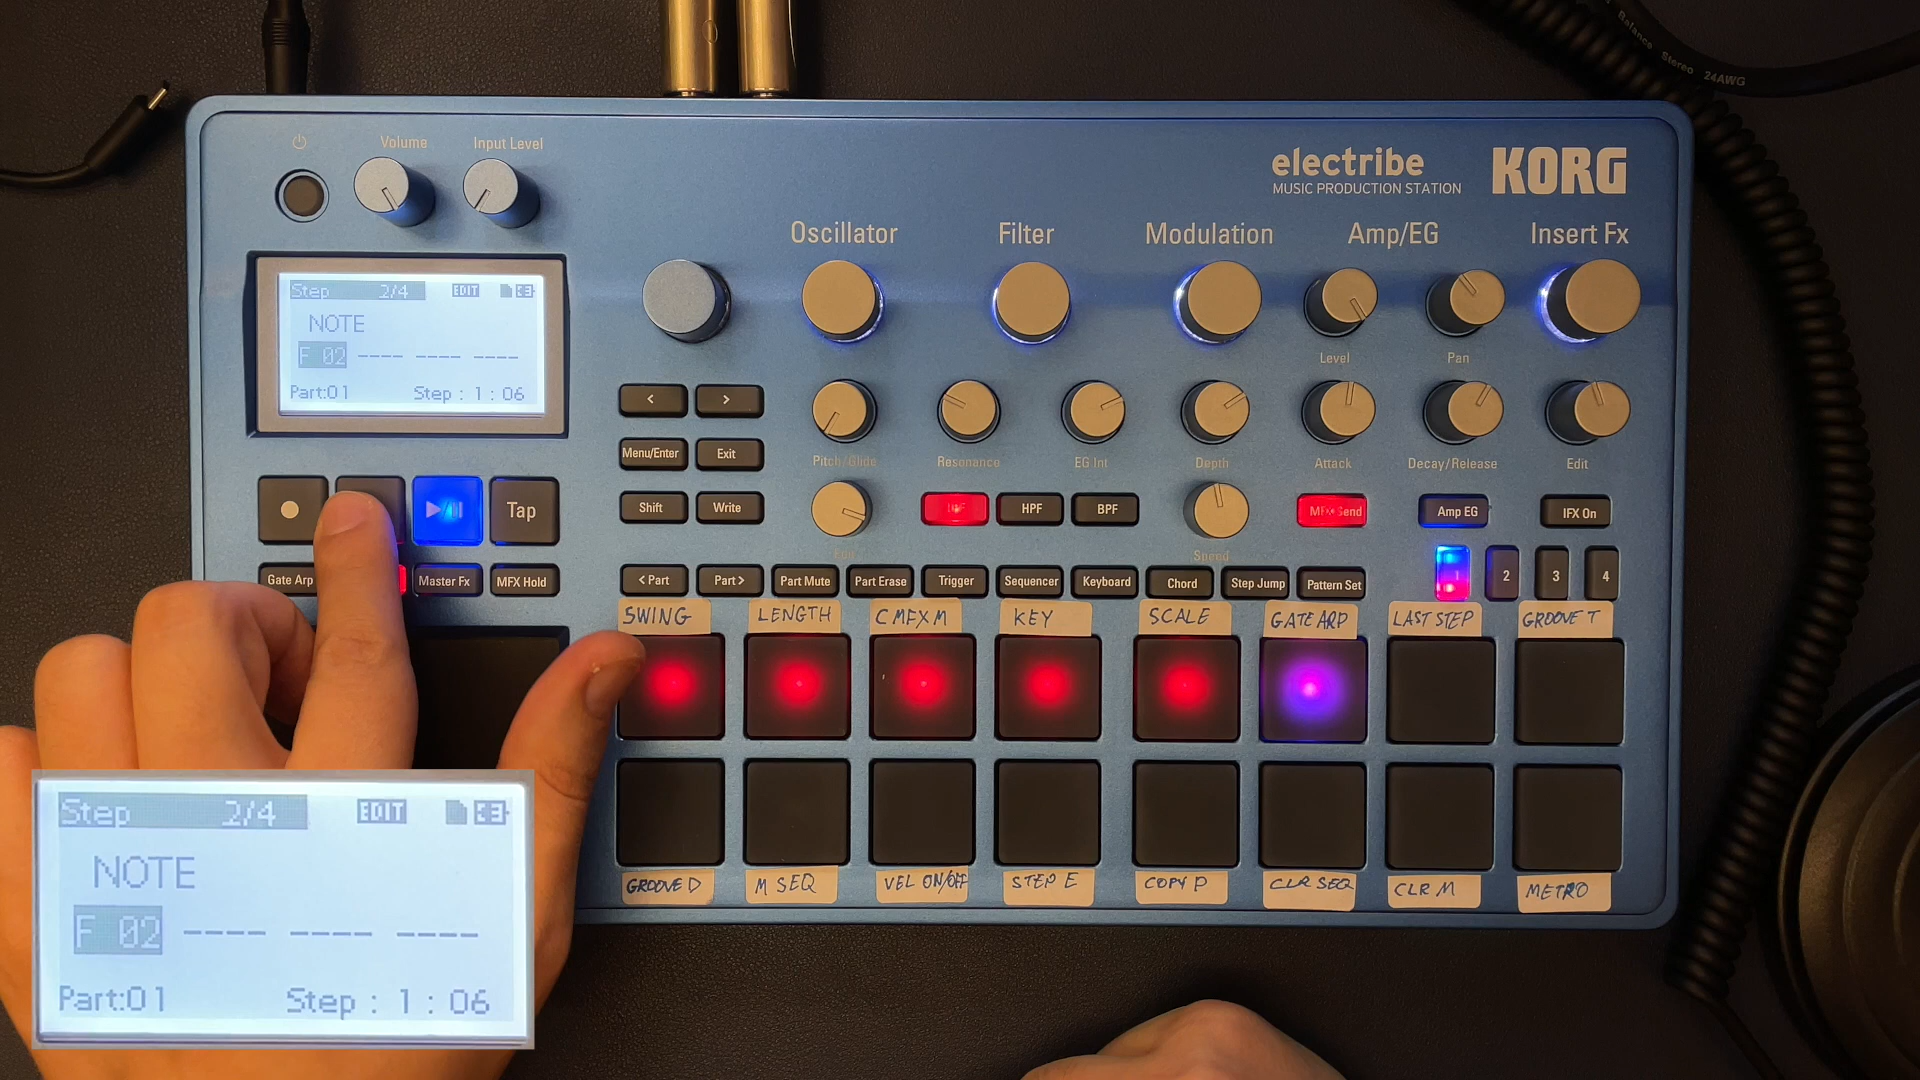 Balance Stereo 24AWG
Volume Input Level
electribe KORG
MUSIC PRODUCTION STATION
Oscillator Filter Modulation Amp/EG Insert Fx
Step 2/4 EDIT
NOTE
F 02 ---- ---- ----
Part:01 Step : 1 : 06
Level Pan
< >
Menu/Enter Exit
Pitch/Glide Resonance EG Int Depth Attack Decay/Release Edit
Tap Shift Write HPF BPF MFX Send Amp EG IFX On
Speed
Gate Arp Master Fx MFX Hold < Part Part > Part Mute Part Erase Trigger Sequencer Keyboard Chord Step Jump Pattern Set 1 2 3 4
SWING LENGTH CMFXM KEY SCALE GATE ARP LAST STEP GROOVE T
GROOVE D M SEQ VEL ON/OFF STEP E COPY P CLR SEQ CLR M METRO
Step 2/4 EDIT
NOTE
F 02 ---- ---- ----
Part:01 Step : 1 : 06